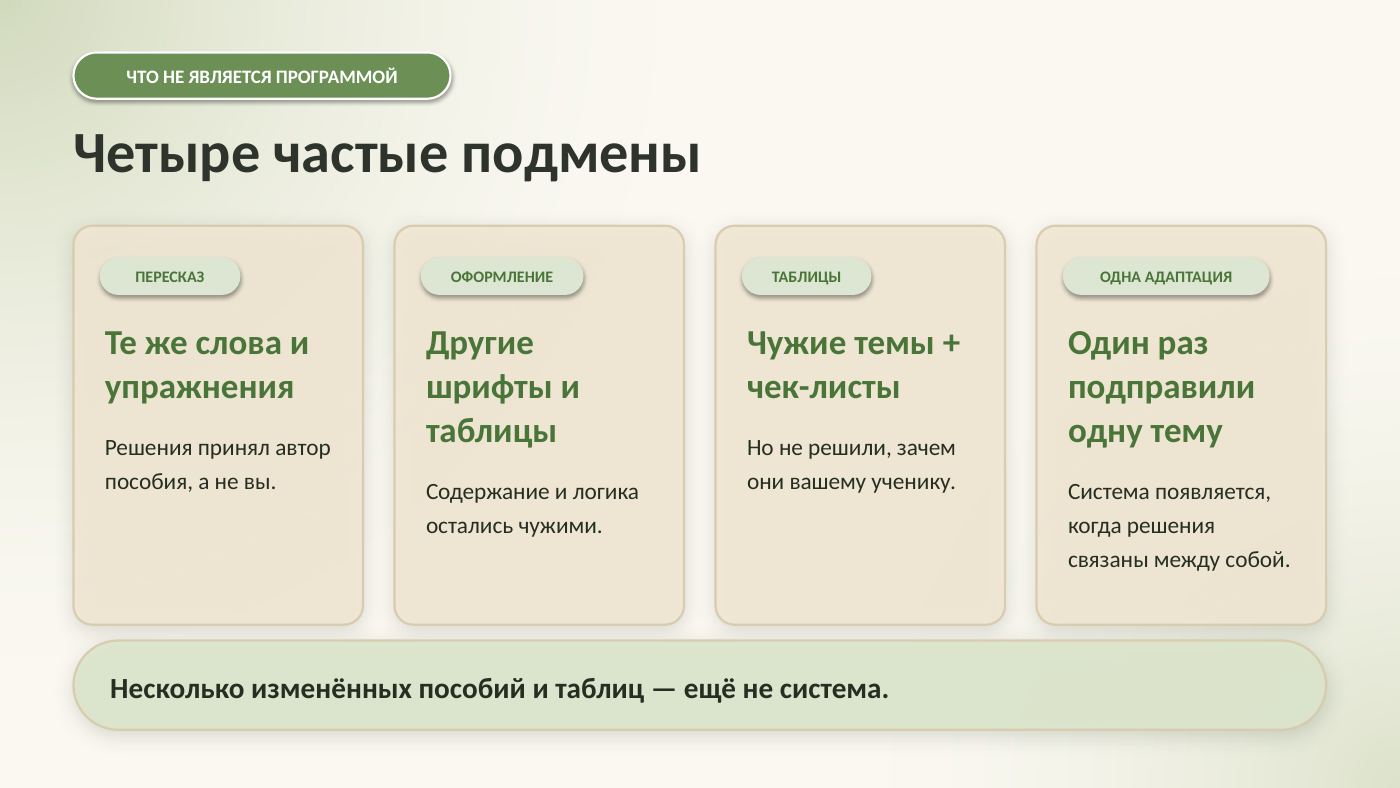 ЧТО НЕ ЯВЛЯЕТСЯ ПРОГРАММОЙ
Четыре частые подмены
ПЕРЕСКАЗ
Те же слова и
упражнения
Решения принял автор
пособия, а не вы.
ОФОРМЛЕНИЕ
Другие
шрифты и
таблицы
Содержание и логика
остались чужими.
ТАБЛИЦЫ
Чужие темы +
чек-листы
Но не решили, зачем
они вашему ученику.
ОДНА АДАПТАЦИЯ
Один раз
подправили
одну тему
Система появляется,
когда решения
связаны между собой.
Несколько изменённых пособий и таблиц — ещё не система.